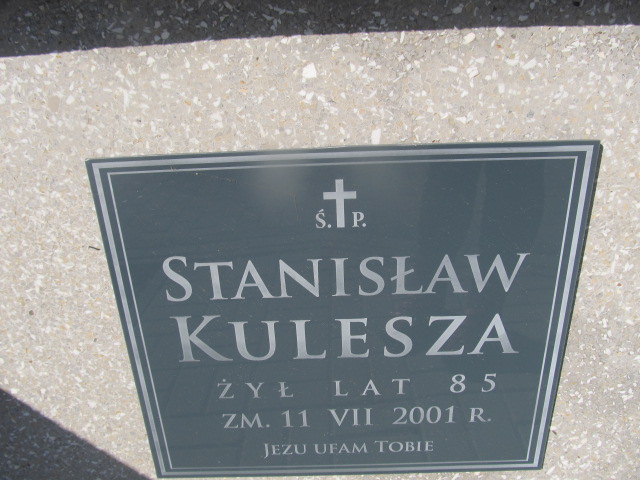 Ś. P.
STANISŁAW
KULESZA
ŻYŁ LAT 85
ZM. 11 VII 2001 R.
JEZU UFAM TOBIE